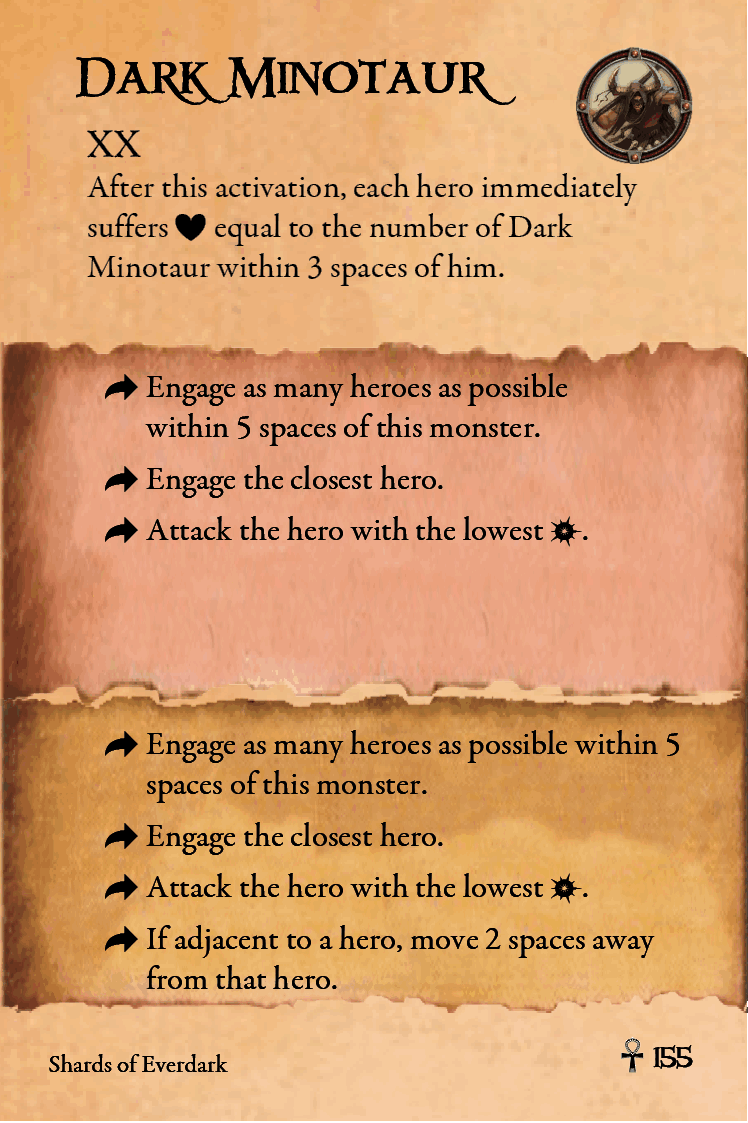 Dark Minotaur
XX
After this activation, each hero immediately
suffers ♥ equal to the number of Dark
Minotaur within 3 spaces of him.
Engage as many heroes as possible
within 5 spaces of this monster.
Engage the closest hero.
Attack the hero with the lowest .
Engage as many heroes as possible within 5
spaces of this monster.
Engage the closest hero.
Attack the hero with the lowest .
If adjacent to a hero, move 2 spaces away
from that hero.
Shards of Everdark
155